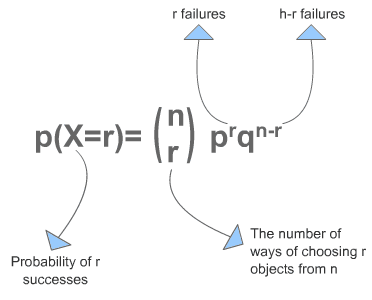 r failures
h-r failures
p(X=r)= (n r) p^r q^n-r
Probability of r
successes
The number of
ways of choosing r
objects from n